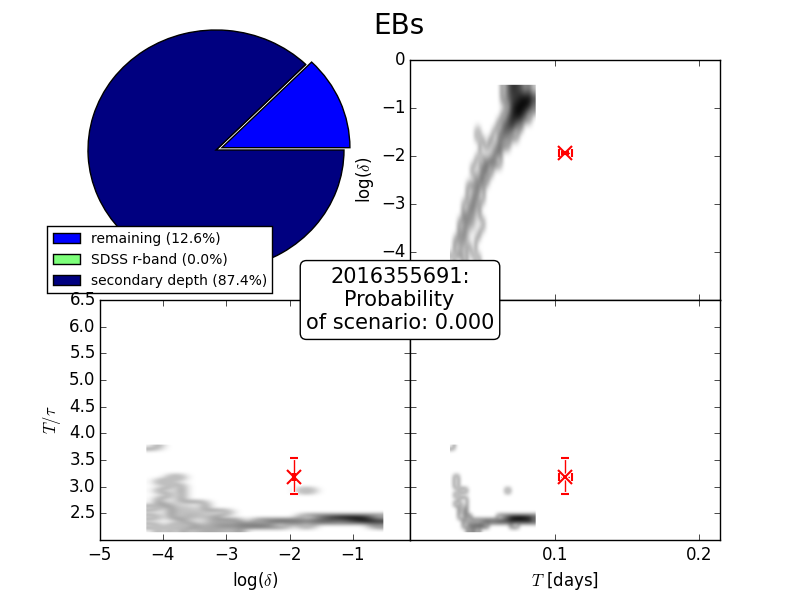 EBs
remaining (12.6%)
SDSS r-band (0.0%)
secondary depth (87.4%)
0
−1
−2
−3
−4
log(δ)
2016355691:
Probability
of scenario: 0.000
6.5
6.0
5.5
5.0
4.5
4.0
3.5
3.0
2.5
T/τ
−5
−4
−3
−2
−1
log(δ)
0.1
0.2
T [days]